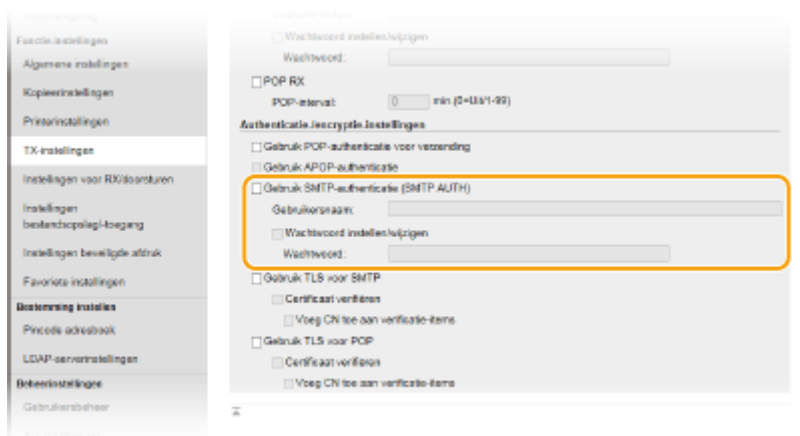 Functie-instellingen
Algemene instellingen
Kopieerinstellingen
Printerinstellingen
TX-instellingen
Instellingen voor RX/doorsturen
Instellingen
bestandsopslag/-toegang
Instellingen beveiligde afdruk
Favoriete instellingen
Bestemming instellen
Pincode adresboek
LDAP-serverinstellingen
Beheerinstellingen
Gebruikersbeheer
Wachtwoord instellen/wijzigen
Wachtwoord:
POP RX
POP-interval: 0 min.(0=Uit/1-99)
Authenticatie-/encryptie-instellingen
Gebruik POP-authenticatie voor verzending
Gebruik APOP-authenticatie
Gebruik SMTP-authenticatie (SMTP AUTH)
Gebruikersnaam:
Wachtwoord instellen/wijzigen
Wachtwoord:
Gebruik TLS voor SMTP
Certificaat verifiëren
Voeg CN toe aan verificatie-items
Gebruik TLS voor POP
Certificaat verifiëren
Voeg CN toe aan verificatie-items